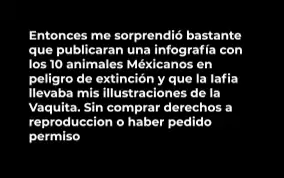 Entonces me sorprendió bastante
que publicaran una infografía con
los 10 animales Méxicanos en
peligro de extinción y que la Iafia
llevaba mis illustraciones de la
Vaquita. Sin comprar derechos a
reproduccion o haber pedido
permiso